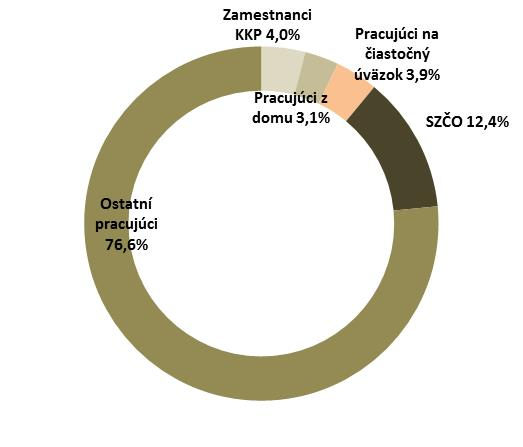 Zamestnanci
KKP 4,0%
Pracujúci na
čiastočný
úväzok 3,9%
Pracujúci z
domu 3,1%
SZČO 12,4%
Ostatní
pracujúci
76,6%